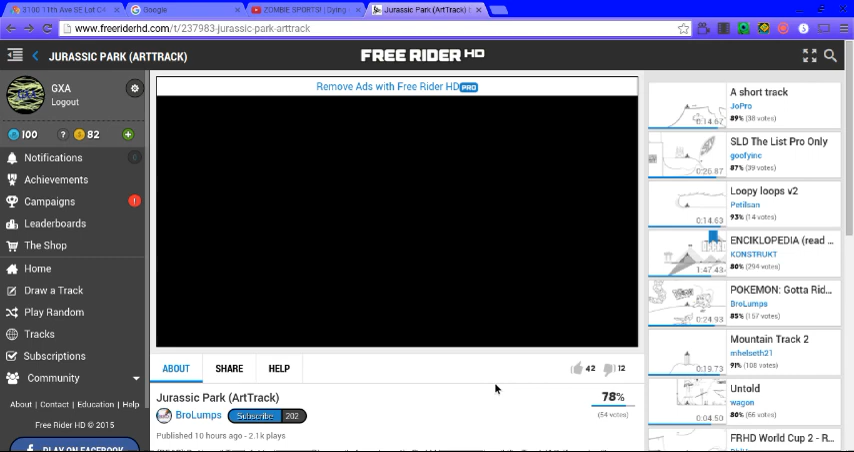 3100 11th Ave SE Lot C4
Google
ZOMBIE SPORTS! | Dying
Jurassic Park (ArtTrack)
www.freeriderhd.com/t/237983-jurassic-park-arttrack
JURASSIC PARK (ARTTRACK)
FREE RIDER HD
GXA
Logout
100 ? 82
Notifications 0
Achievements
Campaigns !
Leaderboards
The Shop
Home
Draw a Track
Play Random
Tracks
Subscriptions
Community
About | Contact | Education | Help
Free Rider HD © 2015
PLAY ON FACEBOOK
Remove Ads with Free Rider HD PRO
ABOUT SHARE HELP
42 12
Jurassic Park (ArtTrack)
BroLumps Subscribe 202
78%
(54 votes)
Published 10 hours ago - 2.1k plays
A short track
JoPro
0:14.67 89% (38 votes)
SLD The List Pro Only
goofyinc
0:26.87 87% (39 votes)
Loopy loops v2
Petilsan
0:14.63 93% (14 votes)
ENCIKLOPEDIA (read ...
KONSTRUKT
1:47.43 80% (294 votes)
POKEMON: Gotta Rid...
BroLumps
0:24.93 85% (157 votes)
Mountain Track 2
mhelseth21
0:19.73 91% (108 votes)
Untold
wagon
0:04.50 80% (66 votes)
FRHD World Cup 2 - R...